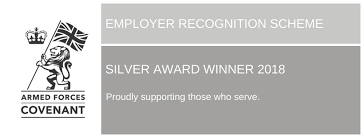 EMPLOYER RECOGNITION SCHEME
SILVER AWARD WINNER 2018
Proudly supporting those who serve.
ARMED FORCES
COVENANT